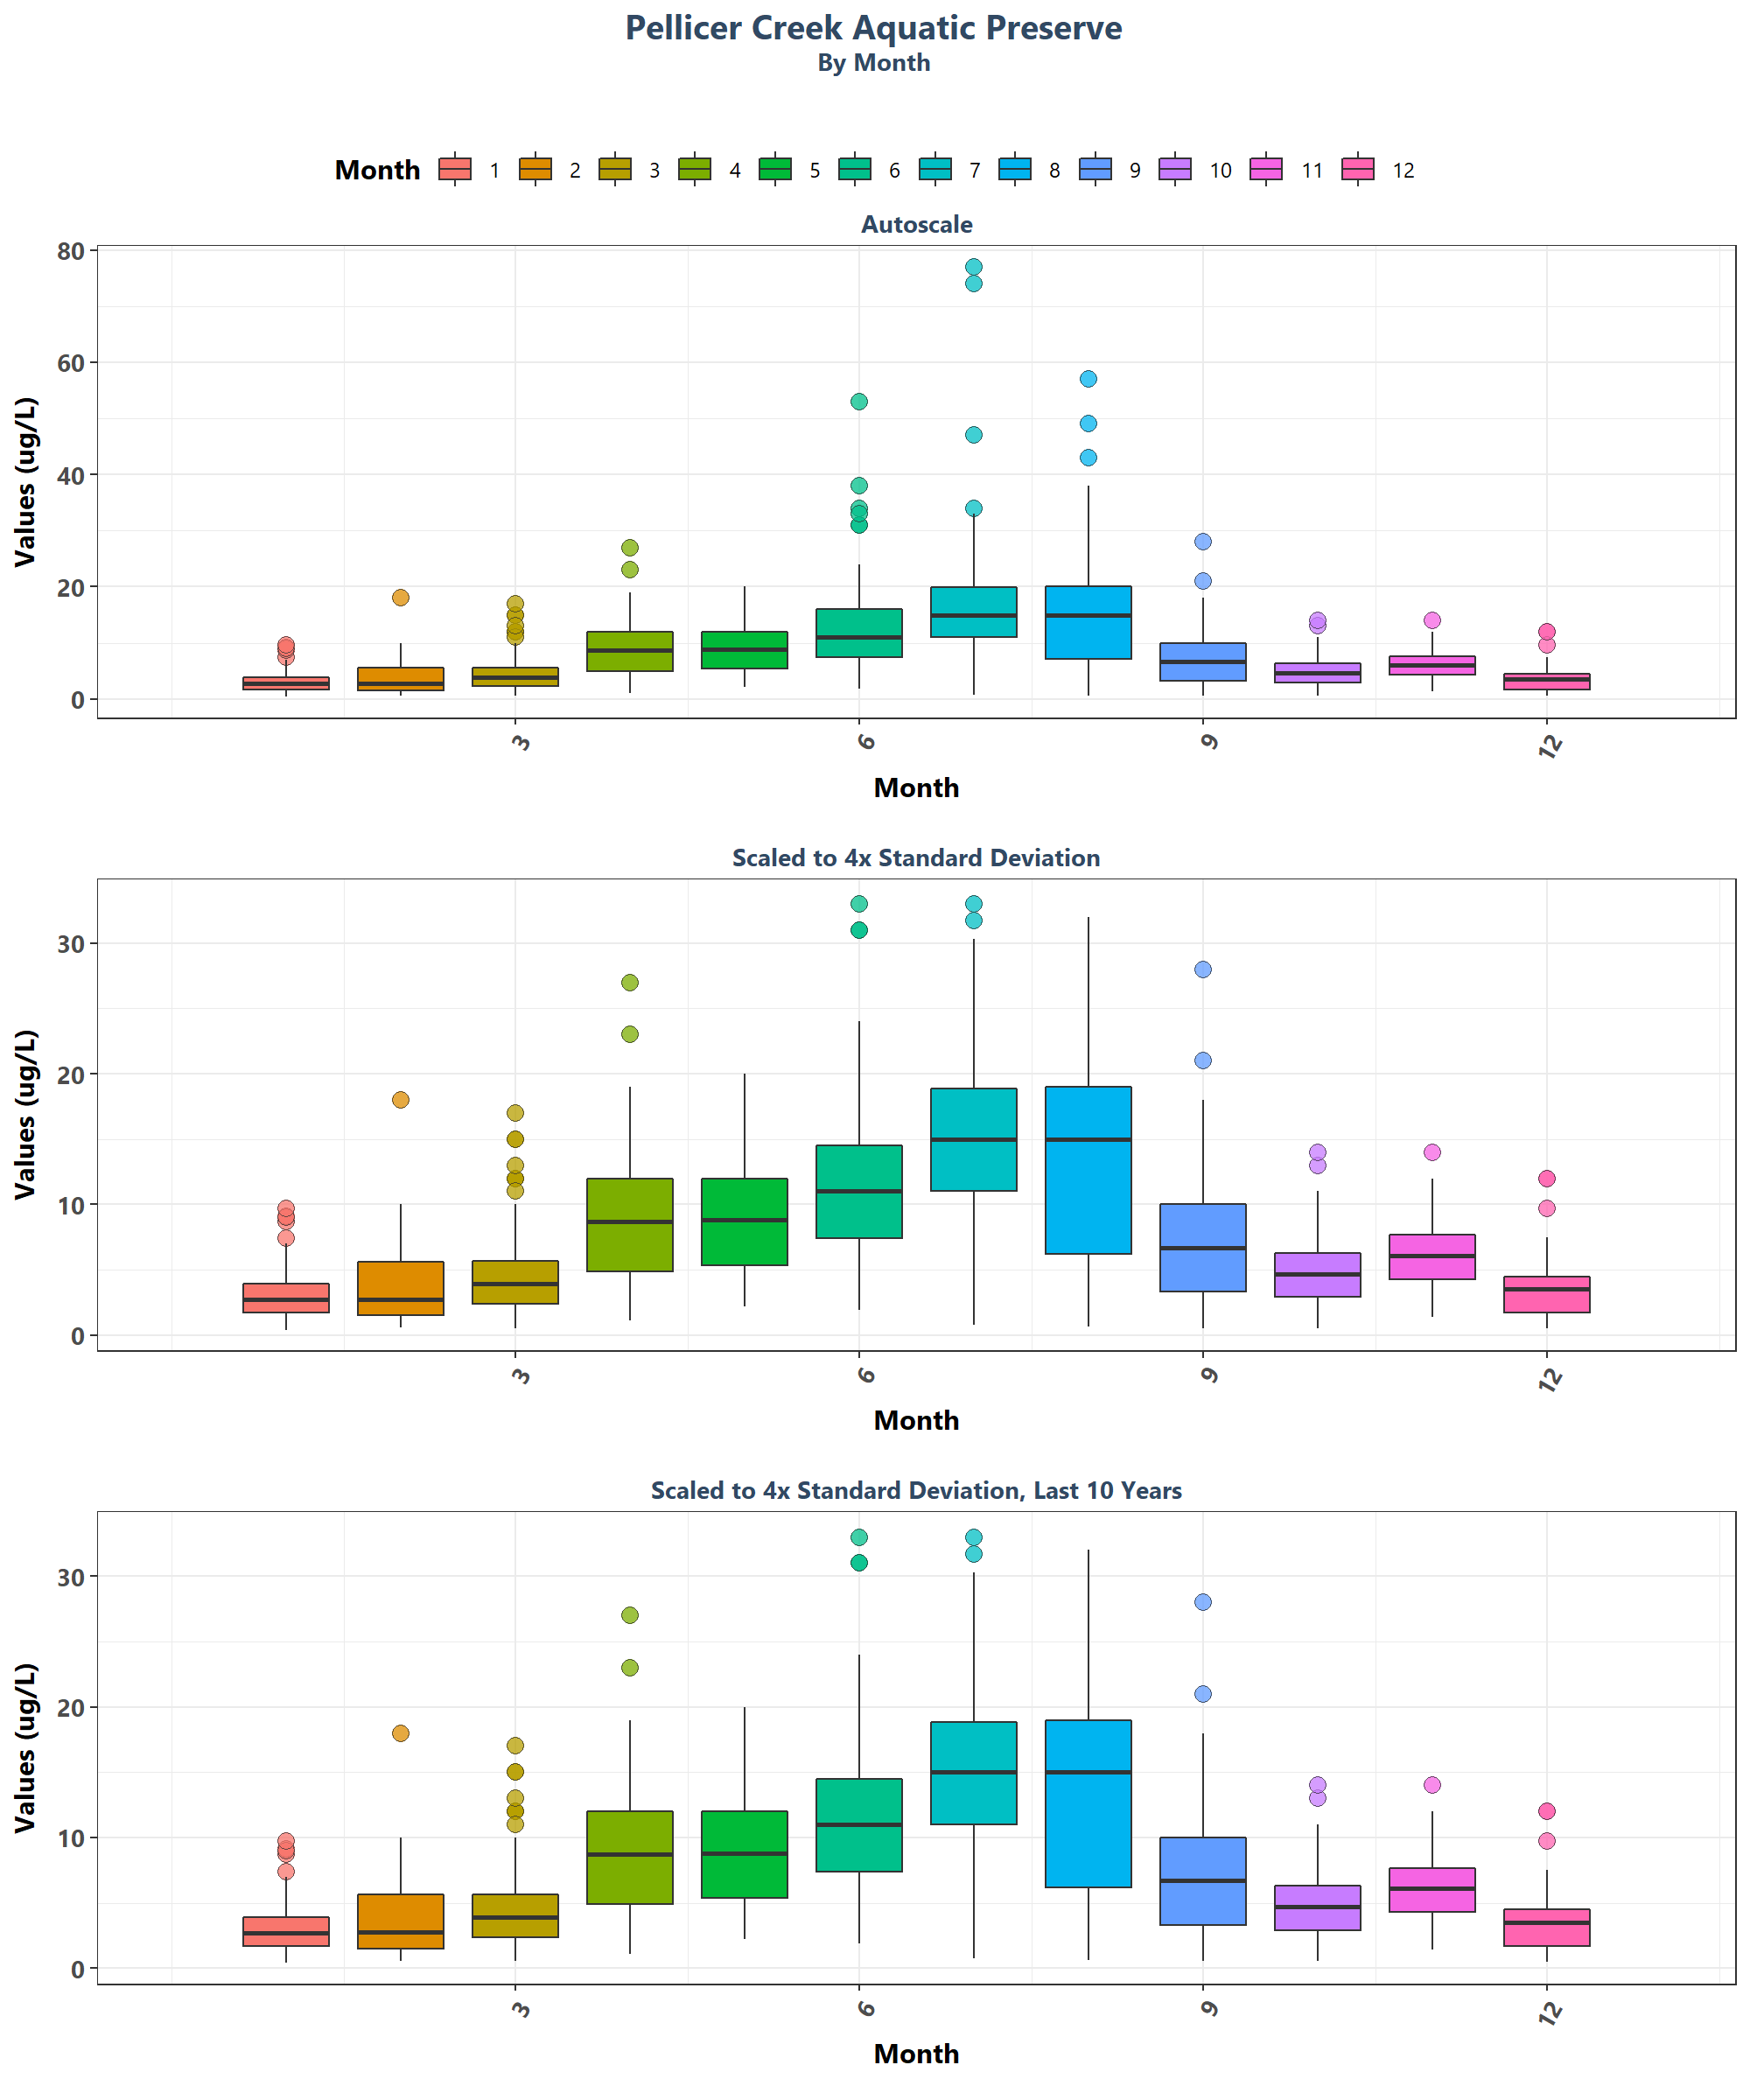 Pellicer Creek Aquatic Preserve
By Month
Month 1 2 3 4 5 6 7 8 9 10 11 12
Autoscale
Values (ug/L)
80
60
40
20
0
3 6 9 12
Month
Scaled to 4x Standard Deviation
Values (ug/L)
30
20
10
0
3 6 9 12
Month
Scaled to 4x Standard Deviation, Last 10 Years
Values (ug/L)
30
20
10
0
3 6 9 12
Month